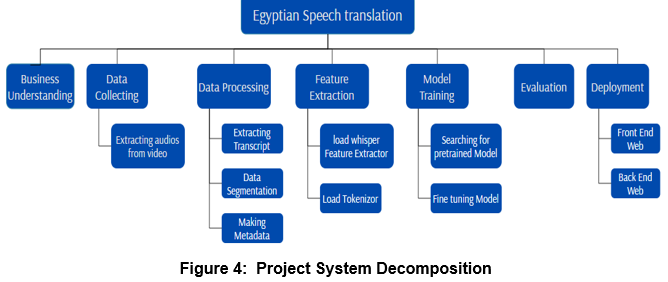 Egyptian Speech translation
Business
Understanding
Data
Collecting
Data Processing
Feature
Extraction
Model
Training
Evaluation
Deployment
Extracting audios
from video
Extracting
Transcript
Data
Segmentation
Making
Metadata
load whisper
Feature Extractor
Load Tokenizor
Searching for
pretrained Model
Fine tuning Model
Front End
Web
Back End
Web
Figure 4:  Project System Decomposition